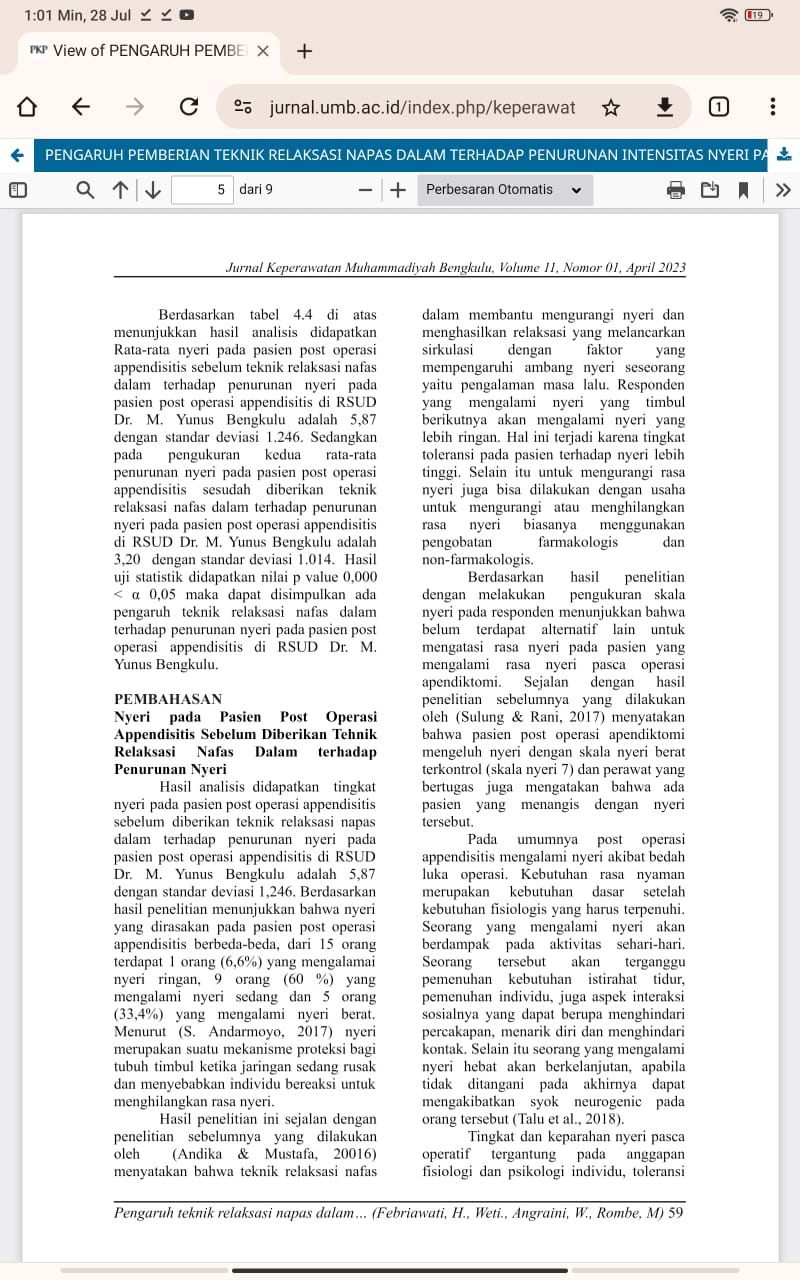 1:01 Min, 28 Jul
19
PKP View of PENGARUH PEMBE
jurnal.umb.ac.id/index.php/keperawat
1
PENGARUH PEMBERIAN TEKNIK RELAKSASI NAPAS DALAM TERHADAP PENURUNAN INTENSITAS NYERI PA
5 dari 9
Perbesaran Otomatis
Jurnal Keperawatan Muhammadiyah Bengkulu, Volume 11, Nomor 01, April 2023
Berdasarkan tabel 4.4 di atas
menunjukkan hasil analisis didapatkan
Rata-rata nyeri pada pasien post operasi
appendisitis sebelum teknik relaksasi nafas
dalam terhadap penurunan nyeri pada
pasien post operasi appendisitis di RSUD
Dr. M. Yunus Bengkulu adalah 5,87
dengan standar deviasi 1.246. Sedangkan
pada pengukuran kedua rata-rata
penurunan nyeri pada pasien post operasi
appendisitis sesudah diberikan teknik
relaksasi nafas dalam terhadap penurunan
nyeri pada pasien post operasi appendisitis
di RSUD Dr. M. Yunus Bengkulu adalah
3,20 dengan standar deviasi 1.014. Hasil
uji statistik didapatkan nilai p value 0,000
< α 0,05 maka dapat disimpulkan ada
pengaruh teknik relaksasi nafas dalam
terhadap penurunan nyeri pada pasien post
operasi appendisitis di RSUD Dr. M.
Yunus Bengkulu.
PEMBAHASAN
Nyeri pada Pasien Post Operasi
Appendisitis Sebelum Diberikan Tehnik
Relaksasi Nafas Dalam terhadap
Penurunan Nyeri
Hasil analisis didapatkan tingkat
nyeri pada pasien post operasi appendisitis
sebelum diberikan teknik relaksasi napas
dalam terhadap penurunan nyeri pada
pasien post operasi appendisitis di RSUD
Dr. M. Yunus Bengkulu adalah 5,87
dengan standar deviasi 1,246. Berdasarkan
hasil penelitian menunjukkan bahwa nyeri
yang dirasakan pada pasien post operasi
appendisitis berbeda-beda, dari 15 orang
terdapat 1 orang (6,6%) yang mengalamai
nyeri ringan, 9 orang (60 %) yang
mengalami nyeri sedang dan 5 orang
(33,4%) yang mengalami nyeri berat.
Menurut (S. Andarmoyo, 2017) nyeri
merupakan suatu mekanisme proteksi bagi
tubuh timbul ketika jaringan sedang rusak
dan menyebabkan individu bereaksi untuk
menghilangkan rasa nyeri.
Hasil penelitian ini sejalan dengan
penelitian sebelumnya yang dilakukan
oleh (Andika & Mustafa, 20016)
menyatakan bahwa teknik relaksasi nafas
dalam membantu mengurangi nyeri dan
menghasilkan relaksasi yang melancarkan
sirkulasi dengan faktor yang
mempengaruhi ambang nyeri seseorang
yaitu pengalaman masa lalu. Responden
yang mengalami nyeri yang timbul
berikutnya akan mengalami nyeri yang
lebih ringan. Hal ini terjadi karena tingkat
toleransi pada pasien terhadap nyeri lebih
tinggi. Selain itu untuk mengurangi rasa
nyeri juga bisa dilakukan dengan usaha
untuk mengurangi atau menghilangkan
rasa nyeri biasanya menggunakan
pengobatan farmakologis dan
non-farmakologis.
Berdasarkan hasil penelitian
dengan melakukan pengukuran skala
nyeri pada responden menunjukkan bahwa
belum terdapat alternatif lain untuk
mengatasi rasa nyeri pada pasien yang
mengalami rasa nyeri pasca operasi
apendiktomi. Sejalan dengan hasil
penelitian sebelumnya yang dilakukan
oleh (Sulung & Rani, 2017) menyatakan
bahwa pasien post operasi apendiktomi
mengeluh nyeri dengan skala nyeri berat
terkontrol (skala nyeri 7) dan perawat yang
bertugas juga mengatakan bahwa ada
pasien yang menangis dengan nyeri
tersebut.
Pada umumnya post operasi
appendisitis mengalami nyeri akibat bedah
luka operasi. Kebutuhan rasa nyaman
merupakan kebutuhan dasar setelah
kebutuhan fisiologis yang harus terpenuhi.
Seorang yang mengalami nyeri akan
berdampak pada aktivitas sehari-hari.
Seorang tersebut akan terganggu
pemenuhan kebutuhan istirahat tidur,
pemenuhan individu, juga aspek interaksi
sosialnya yang dapat berupa menghindari
percakapan, menarik diri dan menghindari
kontak. Selain itu seorang yang mengalami
nyeri hebat akan berkelanjutan, apabila
tidak ditangani pada akhirnya dapat
mengakibatkan syok neurogenic pada
orang tersebut (Talu et al., 2018).
Tingkat dan keparahan nyeri pasca
operatif tergantung pada anggapan
fisiologi dan psikologi individu, toleransi
Pengaruh teknik relaksasi napas dalam… (Febriawati, H., Weti., Angraini, W., Rombe, M) 59